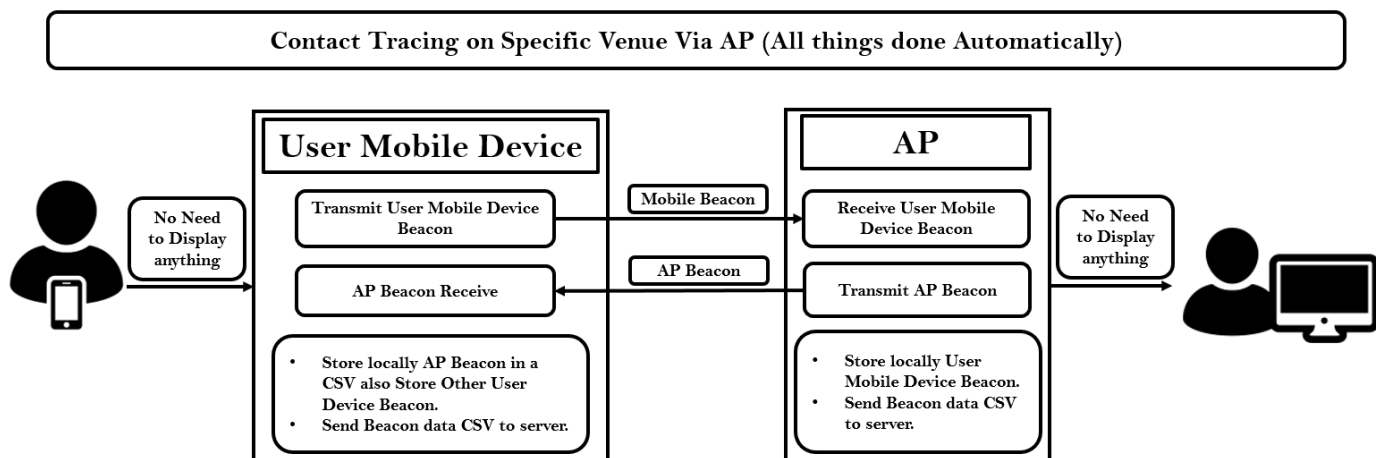 Contact Tracing on Specific Venue Via AP (All things done Automatically)
User Mobile Device
AP
No Need
to Display
anything
Transmit User Mobile Device
Beacon
Mobile Beacon
Receive User Mobile
Device Beacon
No Need
to Display
anything
AP Beacon Receive
AP Beacon
Transmit AP Beacon
• Store locally AP Beacon in a
CSV also Store Other User
Device Beacon.
• Send Beacon data CSV to server.
• Store locally User
Mobile Device Beacon.
• Send Beacon data CSV
to server.